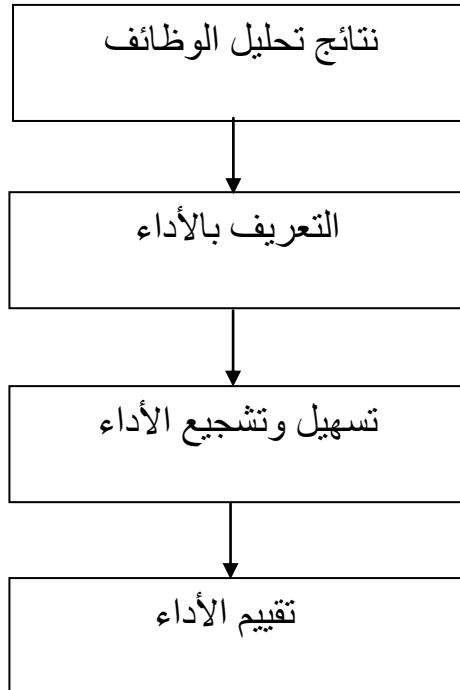 نتائج تحليل الوظائف
التعريف بالأداء
تسهيل وتشجيع الأداء
تقييم الأداء